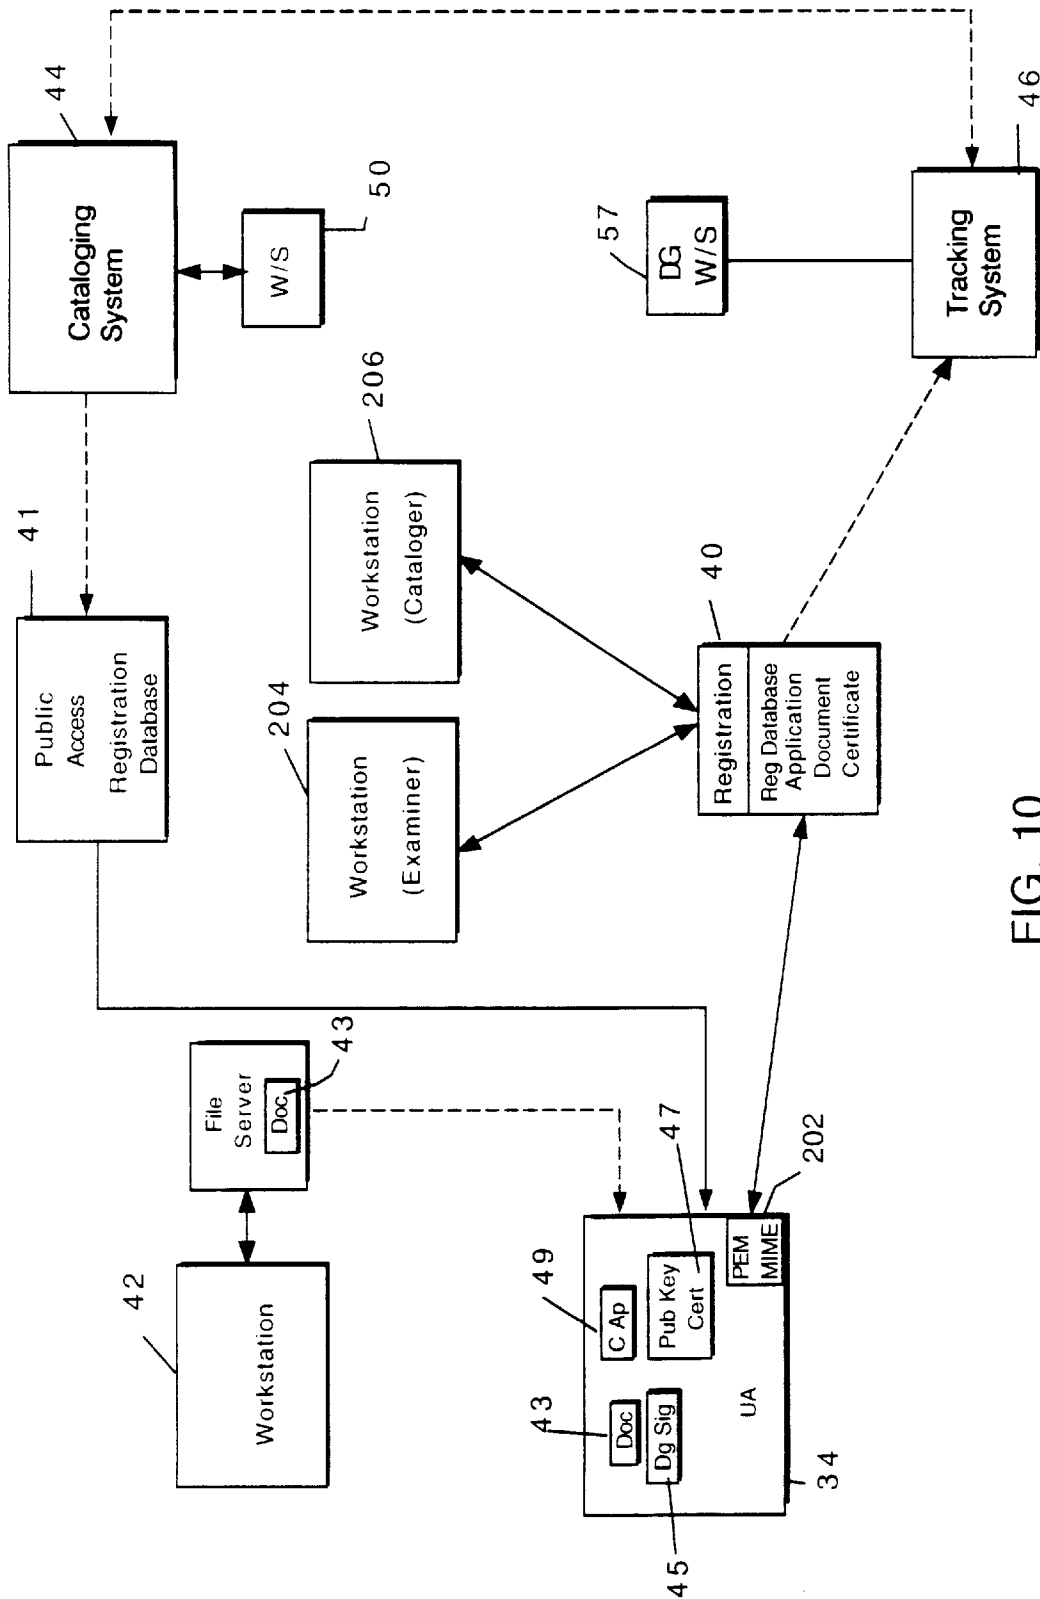 42
Workstation
File
Server
Doc
43
41
Public
Access
Registration
Database
44
Cataloging
System
W/S
50
204
Workstation
(Examiner)
206
Workstation
(Cataloger)
49
43
Doc
C Ap
Dg Sig
Pub Key
Cert
47
45
UA
PEM
MIME
202
34
40
Registration
Reg Database
Application
Document
Certificate
57
DG
W/S
Tracking
System
46
FIG. 10